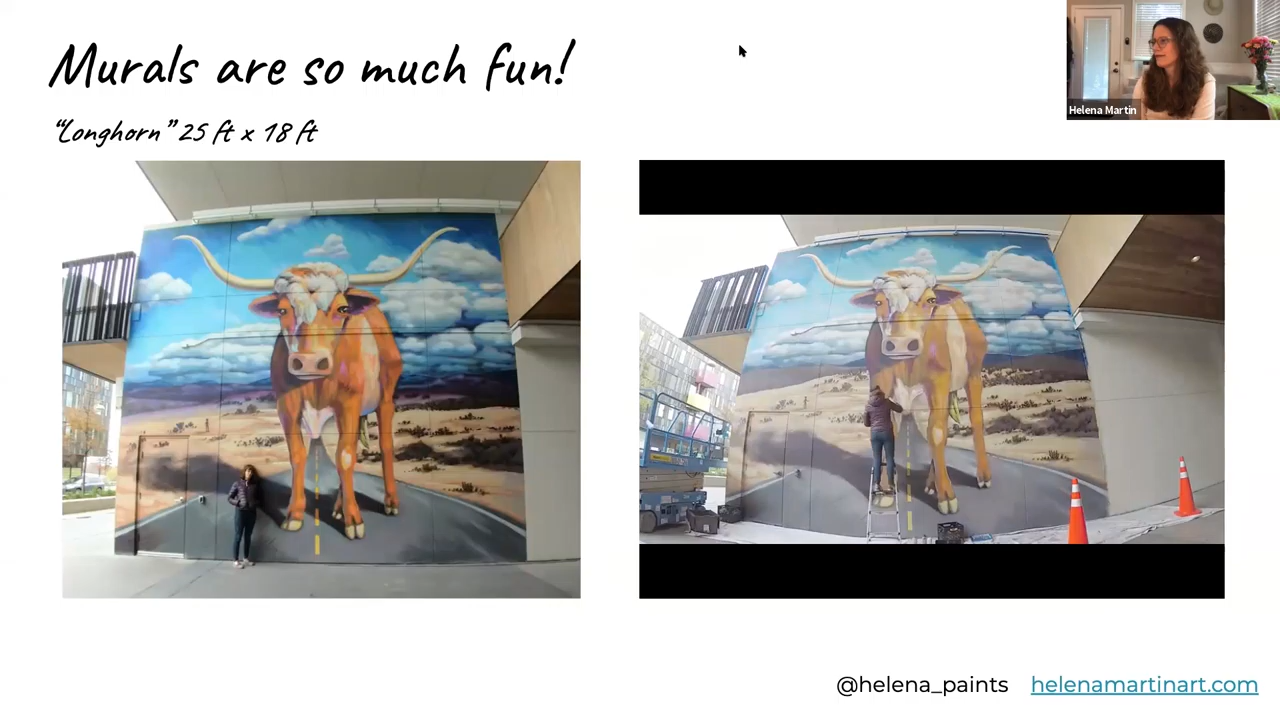 Murals are so much fun!
“Longhorn” 25 ft x 18 ft
Helena Martin
@helena_paints helenamartinart.com